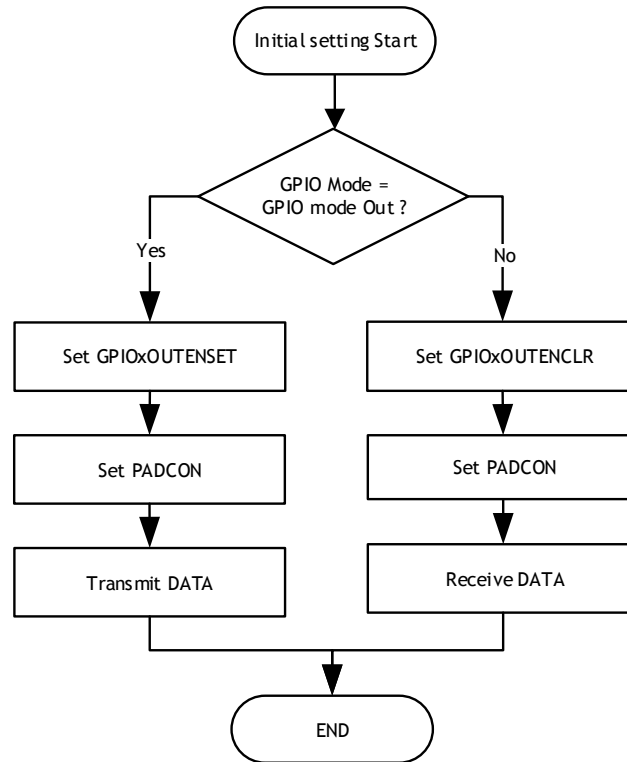 Initial setting Start
GPIO Mode =
GPIO mode Out ?
Yes
No
Set GPIOxOUTENSET
Set GPIOxOUTENCLR
Set PADCON
Set PADCON
Transmit DATA
Receive DATA
END